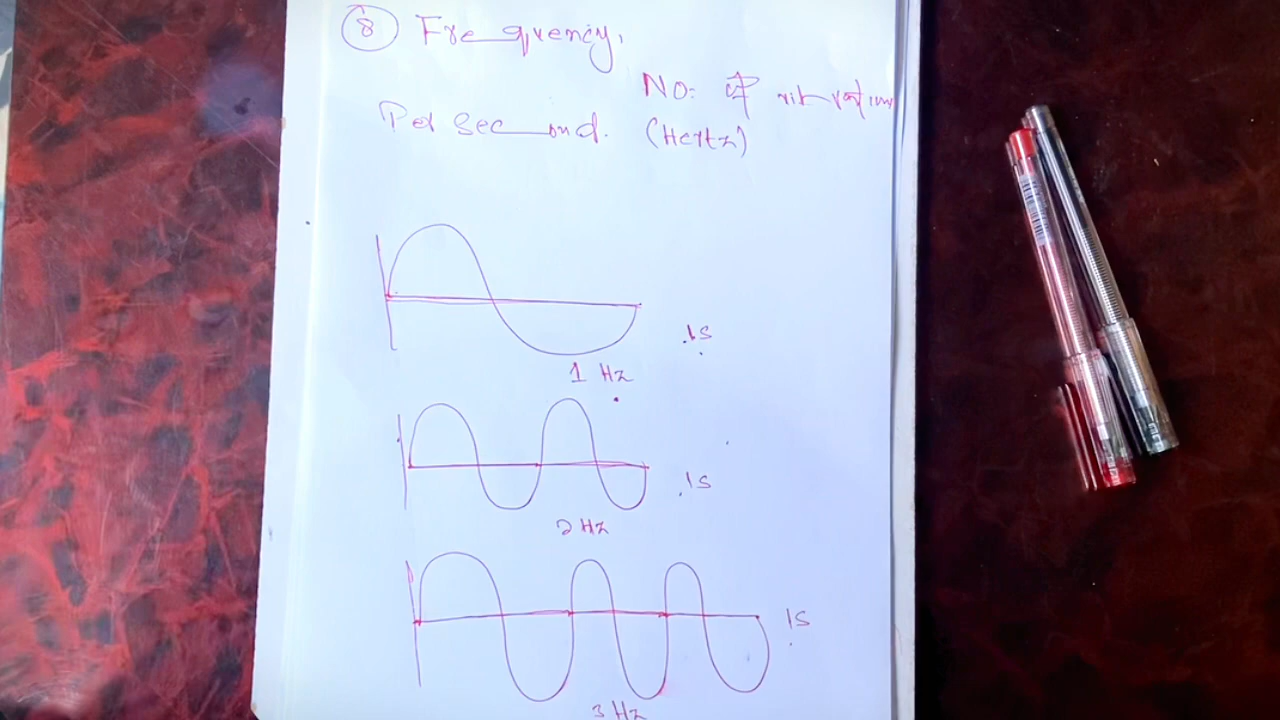 8 Frequency,
No: of vibration
Per second. (Hertz)
1s
1 Hz
1s
2 Hz
1s
3 Hz